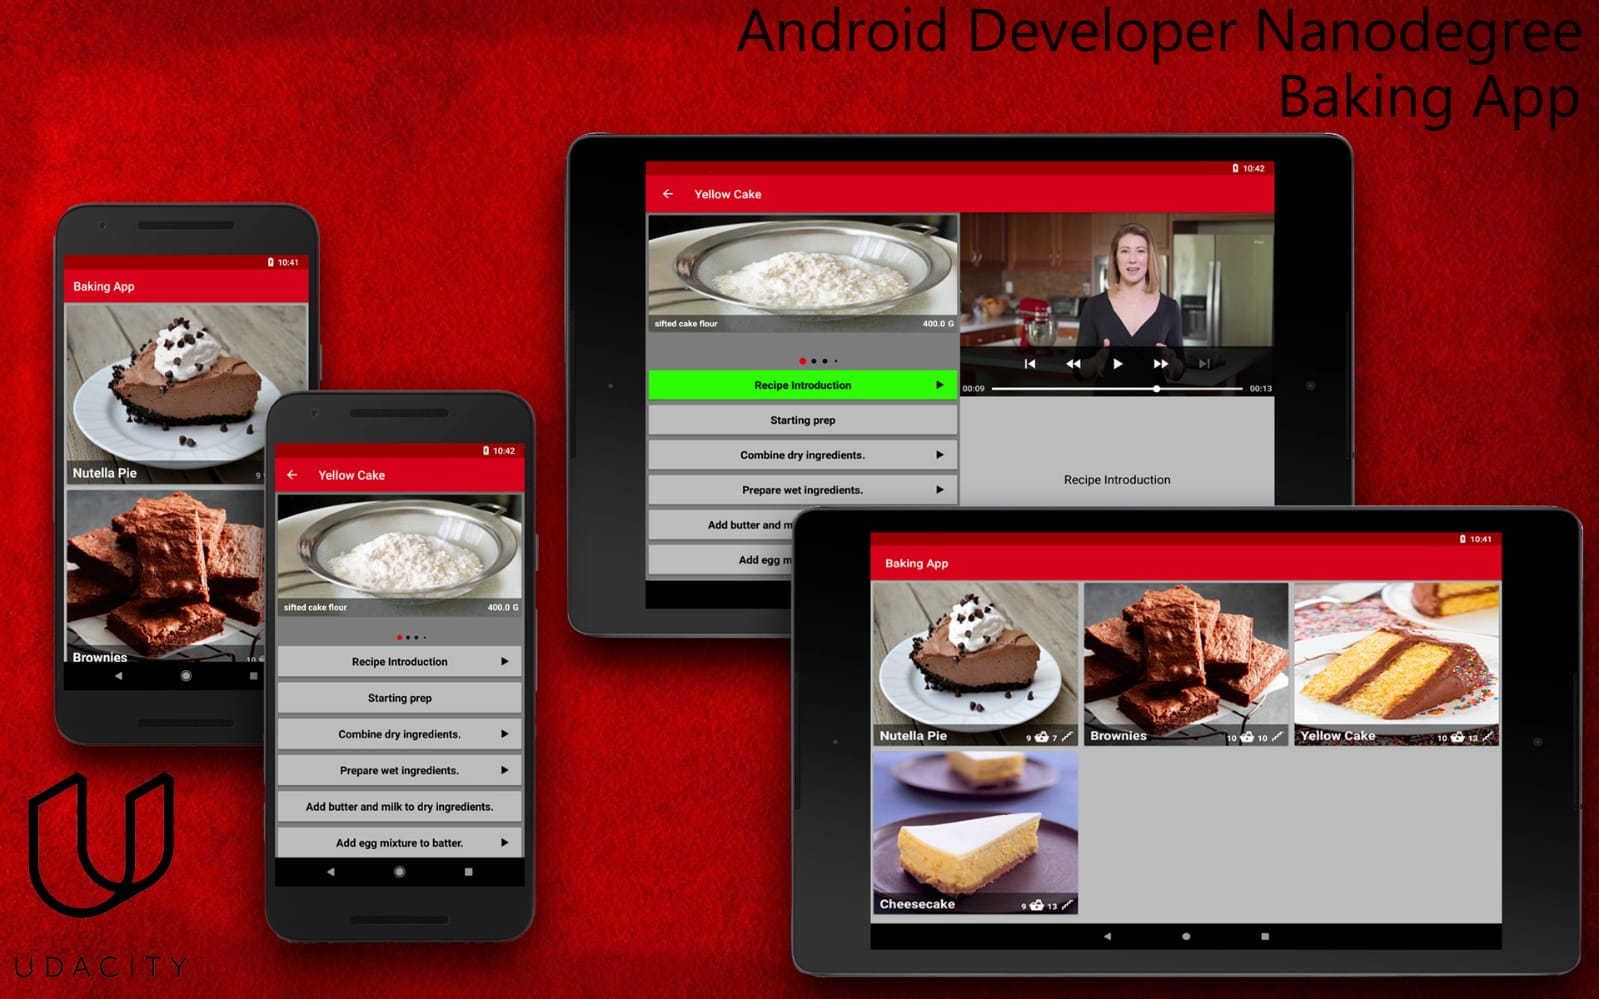 Android Developer Nanodegree
Baking App
10:41
Baking App
Nutella Pie
9
Brownies
10
10:42
Yellow Cake
sifted cake flour 400.0 G
Recipe Introduction
Starting prep
Combine dry ingredients.
Prepare wet ingredients.
Add butter and milk to dry ingredients.
Add egg mixture to batter.
10:42
Yellow Cake
sifted cake flour 400.0 G
Recipe Introduction
Starting prep
Combine dry ingredients.
Prepare wet ingredients.
Add butter and m
Add egg m
00:09 00:13
Recipe Introduction
10:41
Baking App
Nutella Pie 9 7
Brownies 10 10
Yellow Cake 10 13
Cheesecake 9 13
UDACITY